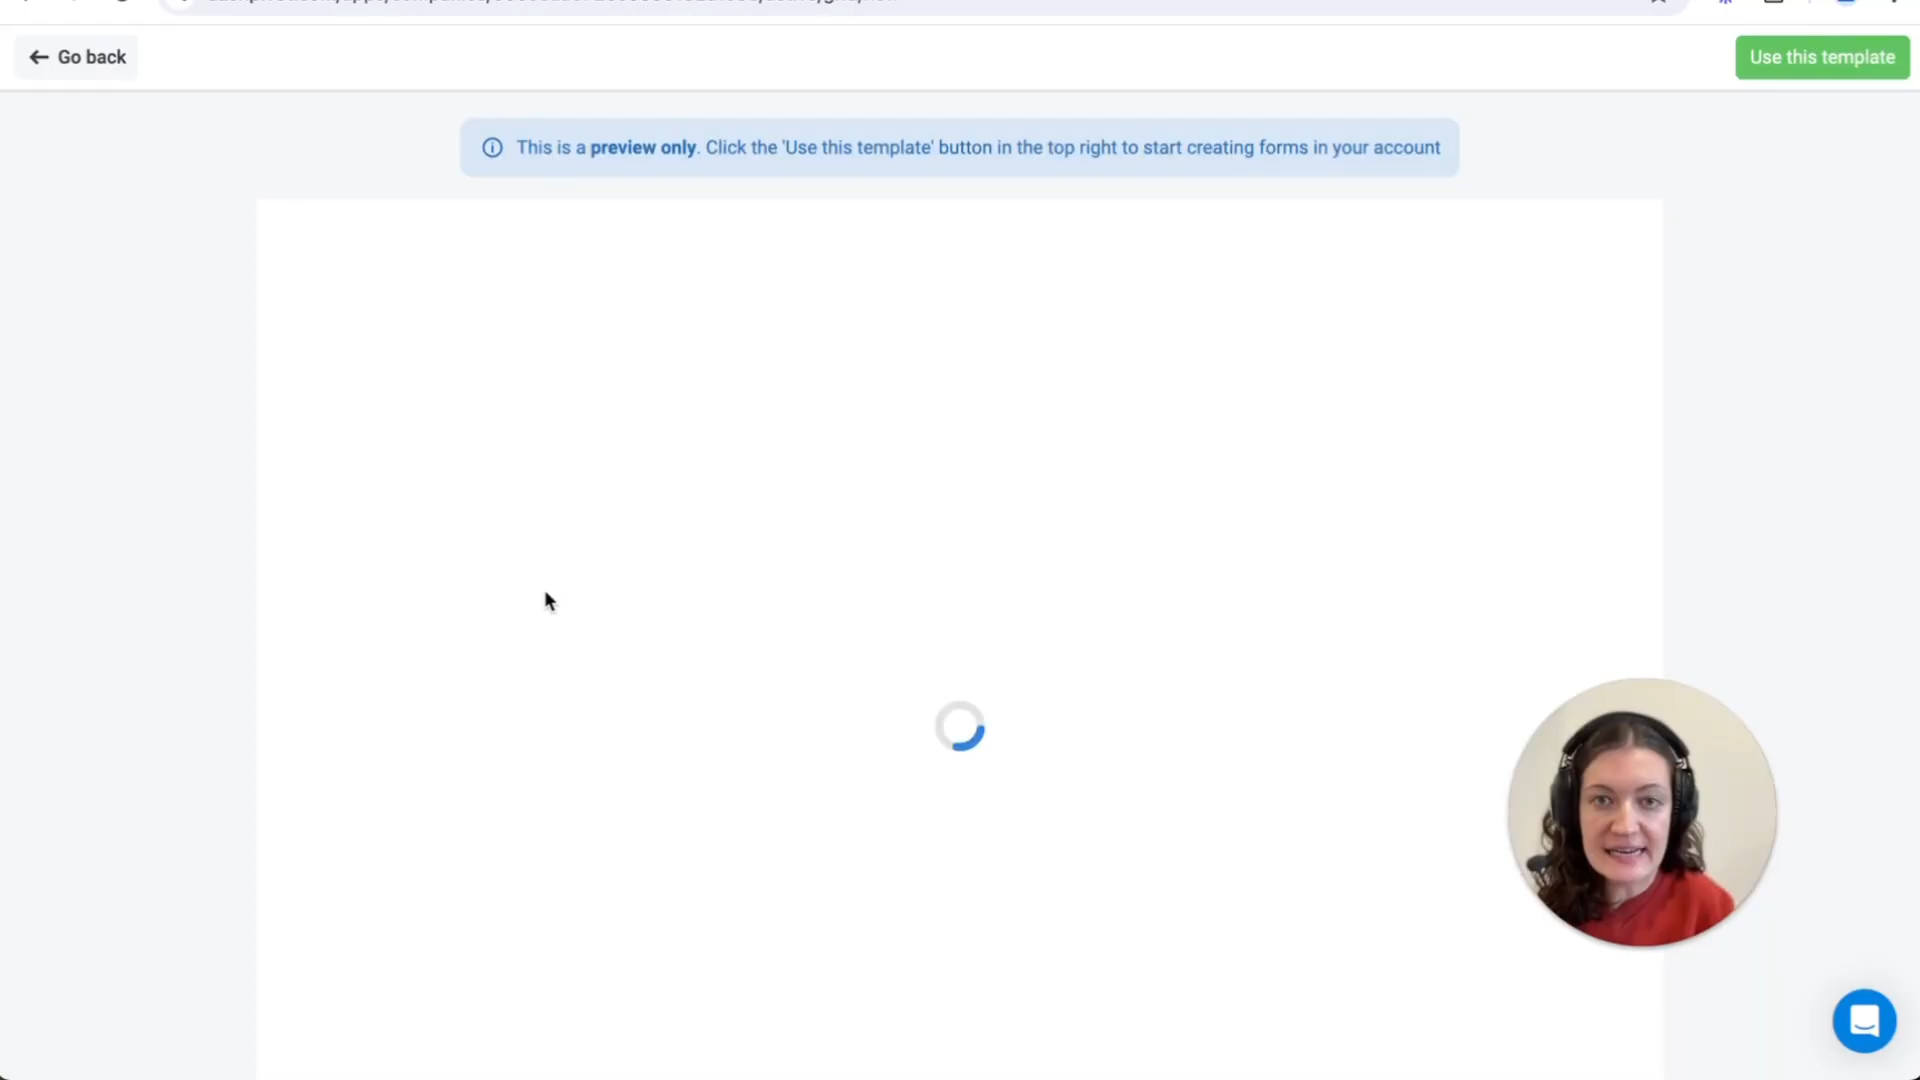 Go back
Use this template
This is a preview only. Click the 'Use this template' button in the top right to start creating forms in your account